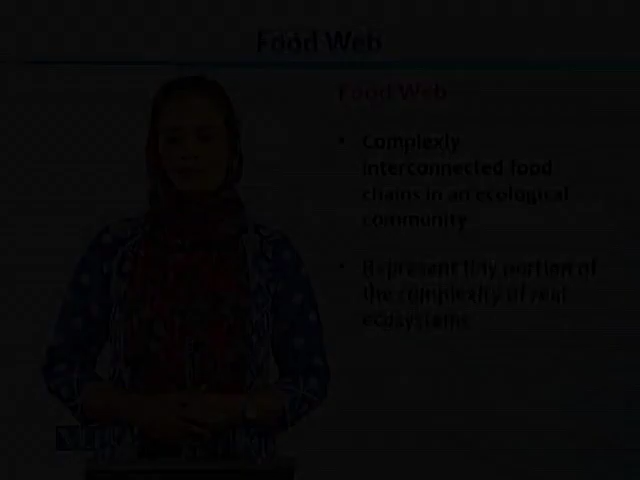 Food Web
Food Web
• Complexly
interconnected food
chains in an ecological
community
• Represent tiny portion of
the complexity of real
ecosystems